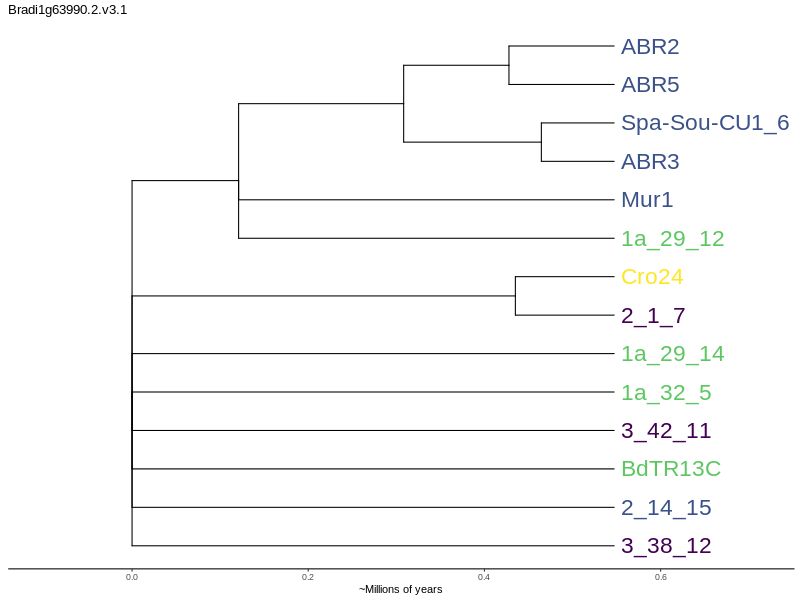 Bradi1g63990.2.v3.1
ABR2
ABR5
Spa-Sou-CU1_6
ABR3
Mur1
1a_29_12
Cro24
2_1_7
1a_29_14
1a_32_5
3_42_11
BdTR13C
2_14_15
3_38_12
0.0 0.2 0.4 0.6
~Millions of years